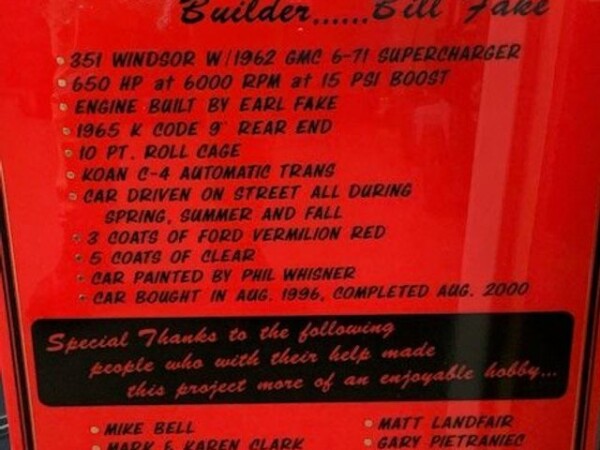 Builder......Bill Fake
• 351 WINDSOR W/1962 GMC 6-71 SUPERCHARGER
• 650 HP at 6000 RPM at 15 PSI BOOST
• ENGINE BUILT BY EARL FAKE
• 1965 K CODE 9" REAR END
• 10 PT. ROLL CAGE
• KOAN C-4 AUTOMATIC TRANS
• CAR DRIVEN ON STREET ALL DURING
SPRING, SUMMER AND FALL
• 3 COATS OF FORD VERMILION RED
• 5 COATS OF CLEAR
• CAR PAINTED BY PHIL WHISNER
• CAR BOUGHT IN AUG. 1996, COMPLETED AUG. 2000
Special Thanks to the following
people who with their help made
this project more of an enjoyable hobby...
• MIKE BELL
• MARK & KAREN CLARK
• MATT LANDFAIR
• GARY PIETRANIEC